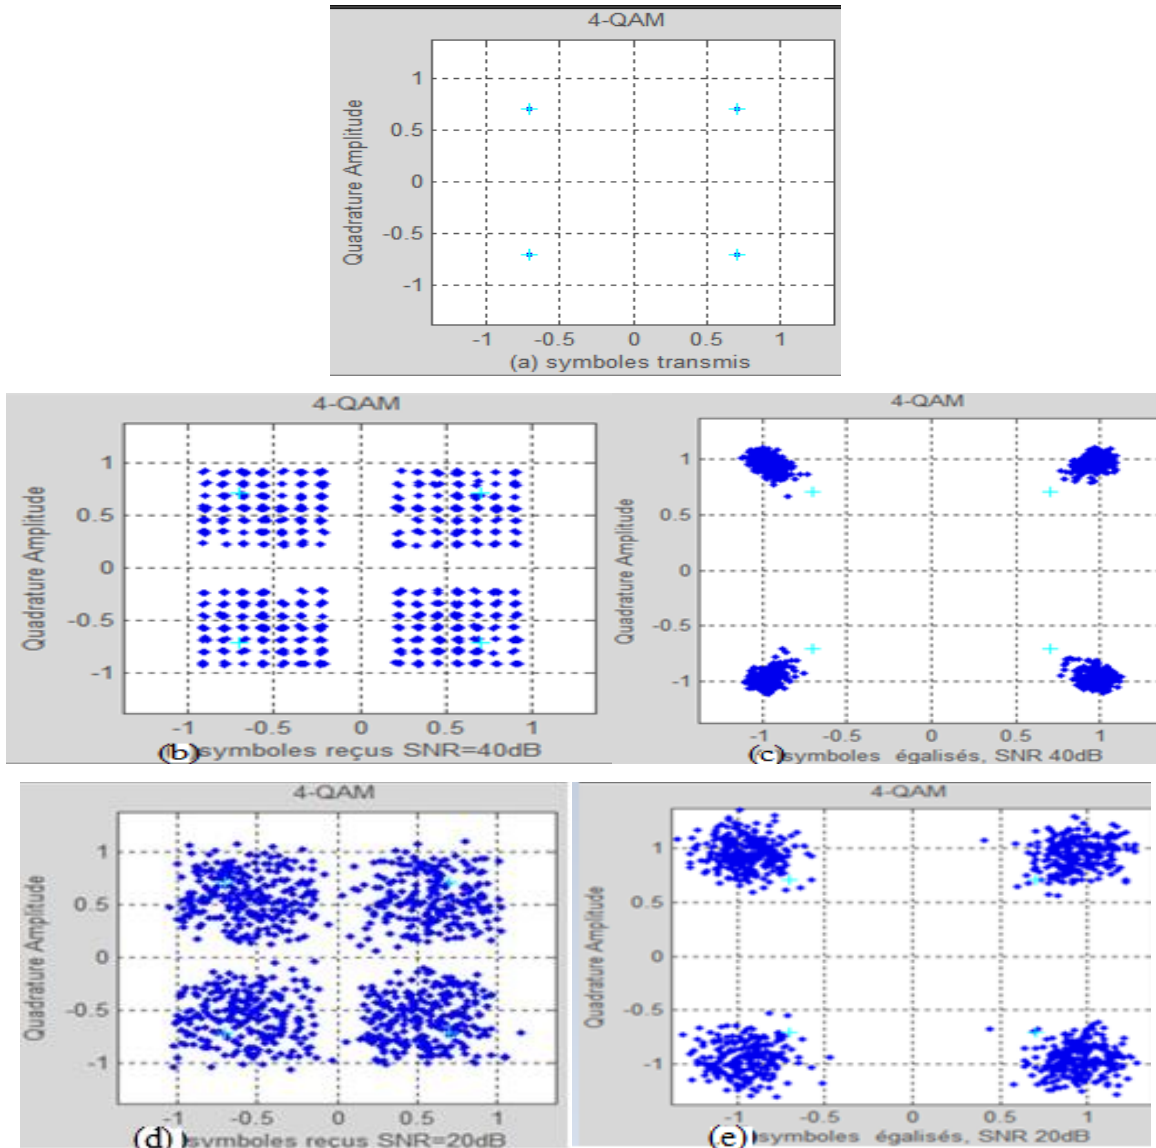 4-QAM
Quadrature Amplitude
1
0.5
0
-0.5
-1
-1 -0.5 0 0.5 1
(a) symboles transmis
4-QAM
Quadrature Amplitude
1
0.5
0
-0.5
-1
-1 -0.5 0 0.5 1
(b) symboles reçus SNR=40dB
4-QAM
Quadrature Amplitude
1
0.5
0
-0.5
-1
-1 -0.5 0 0.5 1
(c) symboles égalisés, SNR 40dB
4-QAM
Quadrature Amplitude
1
0.5
0
-0.5
-1
-1 -0.5 0 0.5 1
(d) symboles reçus SNR=20dB
4-QAM
Quadrature Amplitude
1
0.5
0
-0.5
-1
-1 -0.5 0 0.5 1
(e) symboles égalisés, SNR 20dB